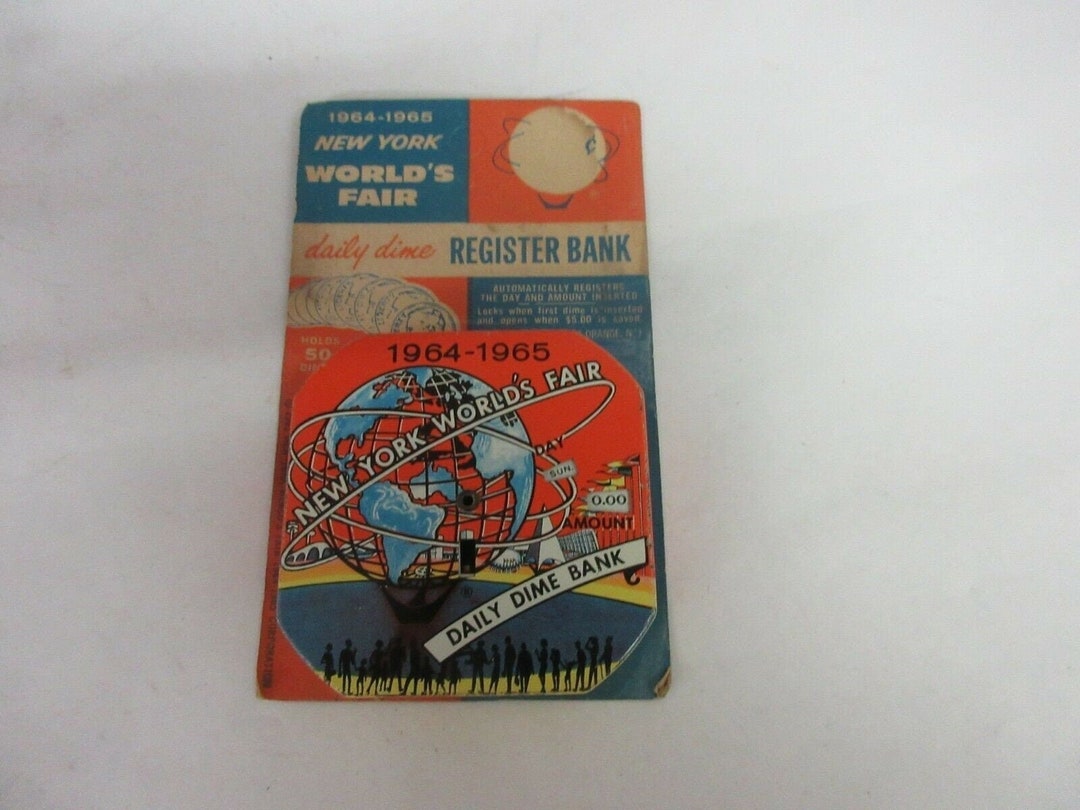 1964-1965
NEW YORK
WORLD'S
FAIR
daily dime REGISTER BANK
AUTOMATICALLY REGISTERS
THE DAY AND AMOUNT INSERTED
Locks when first dime is inserted
and opens when $5.00 is saved.
ORANGE, N.J.
HOLDS
50
1964-1965
NEW YORK WORLD'S FAIR
DAY
SUN.
0.00
AMOUNT
DAILY DIME BANK
®